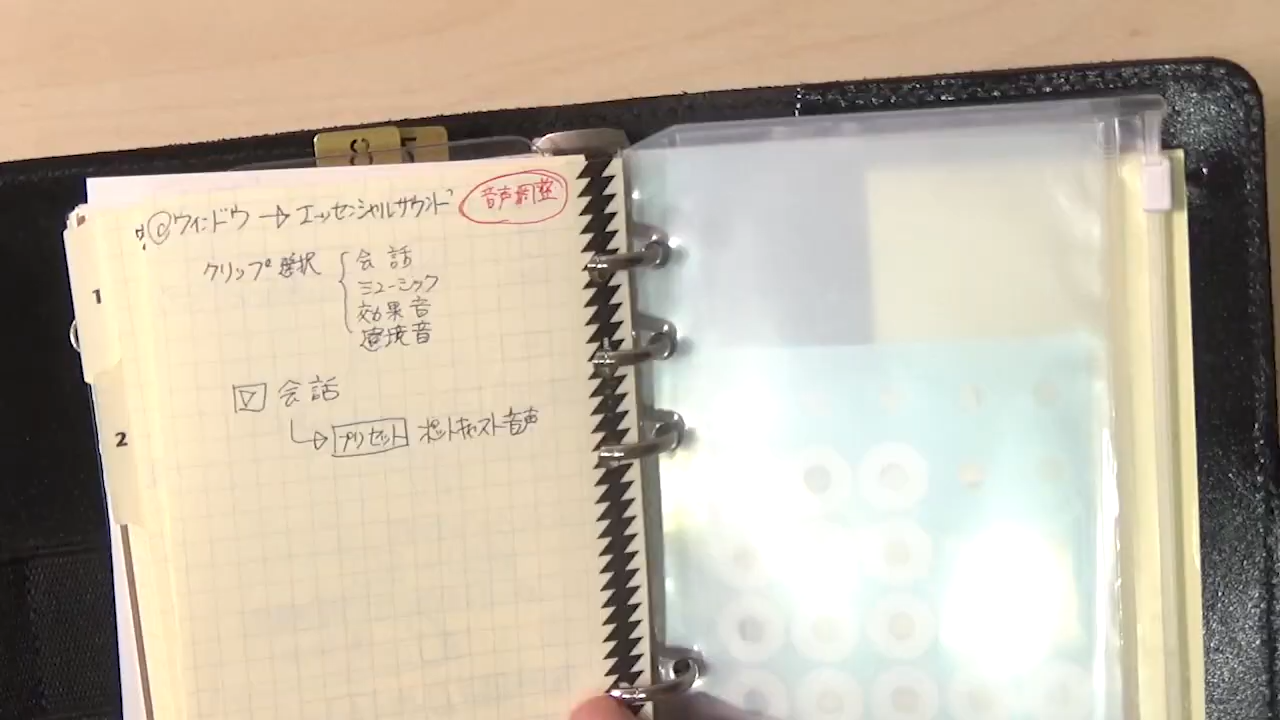 ウィンドウ → エッセンシャルサウンド
音声調整
クリップ選択
会話
ミュージック
効果音
環境音
会話
プリセット ポットキャスト音声
1
2
8 5